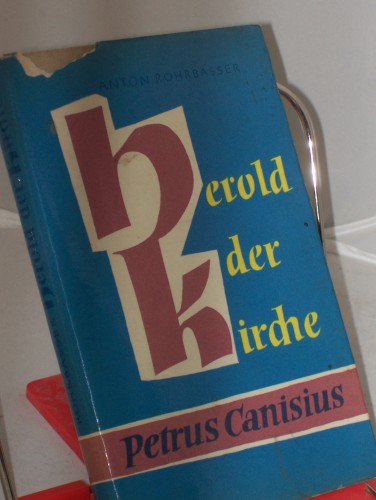 ANTON ROHRBASSER
Herold
der
Kirche
Petrus Canisius